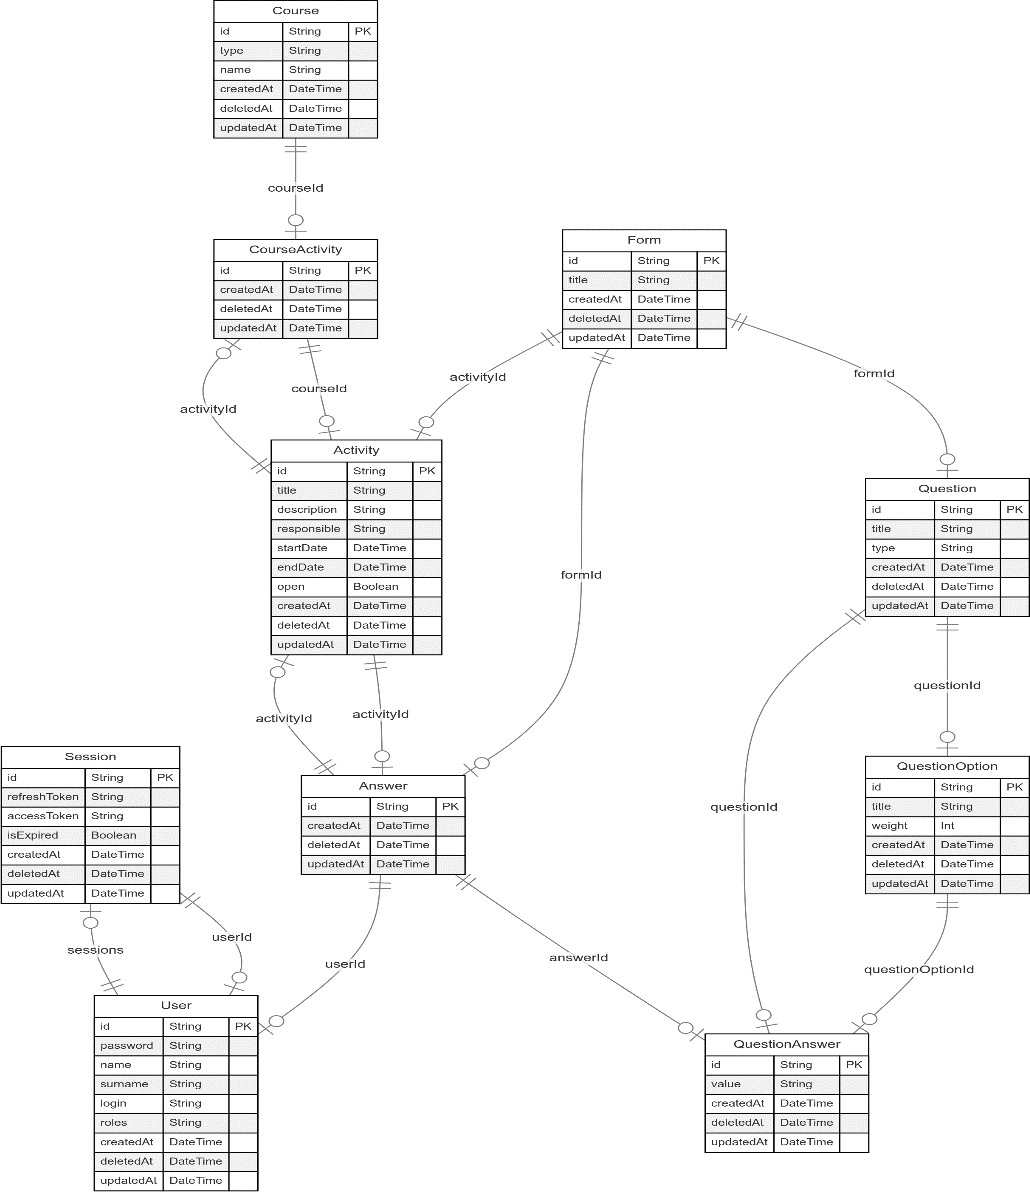 Course
id String PK
type String
name String
createdAt DateTime
deletedAt DateTime
updatedAt DateTime
courseId
CourseActivity
id String PK
createdAt DateTime
deletedAt DateTime
updatedAt DateTime
Form
id String PK
title String
createdAt DateTime
deletedAt DateTime
updatedAt DateTime
activityId
courseId
activityId
formId
Activity
id String PK
title String
description String
responsible String
startDate DateTime
endDate DateTime
open Boolean
createdAt DateTime
deletedAt DateTime
updatedAt DateTime
formId
Question
id String PK
title String
type String
createdAt DateTime
deletedAt DateTime
updatedAt DateTime
activityId
activityId
questionId
questionId
Session
id String PK
refreshToken String
accessToken String
isExpired Boolean
createdAt DateTime
deletedAt DateTime
updatedAt DateTime
Answer
id String PK
createdAt DateTime
deletedAt DateTime
updatedAt DateTime
QuestionOption
id String PK
title String
weight Int
createdAt DateTime
deletedAt DateTime
updatedAt DateTime
sessions
userId
userId
answerId
questionOptionId
User
id String PK
password String
name String
surname String
login String
roles String
createdAt DateTime
deletedAt DateTime
updatedAt DateTime
QuestionAnswer
id String PK
value String
createdAt DateTime
deletedAt DateTime
updatedAt DateTime